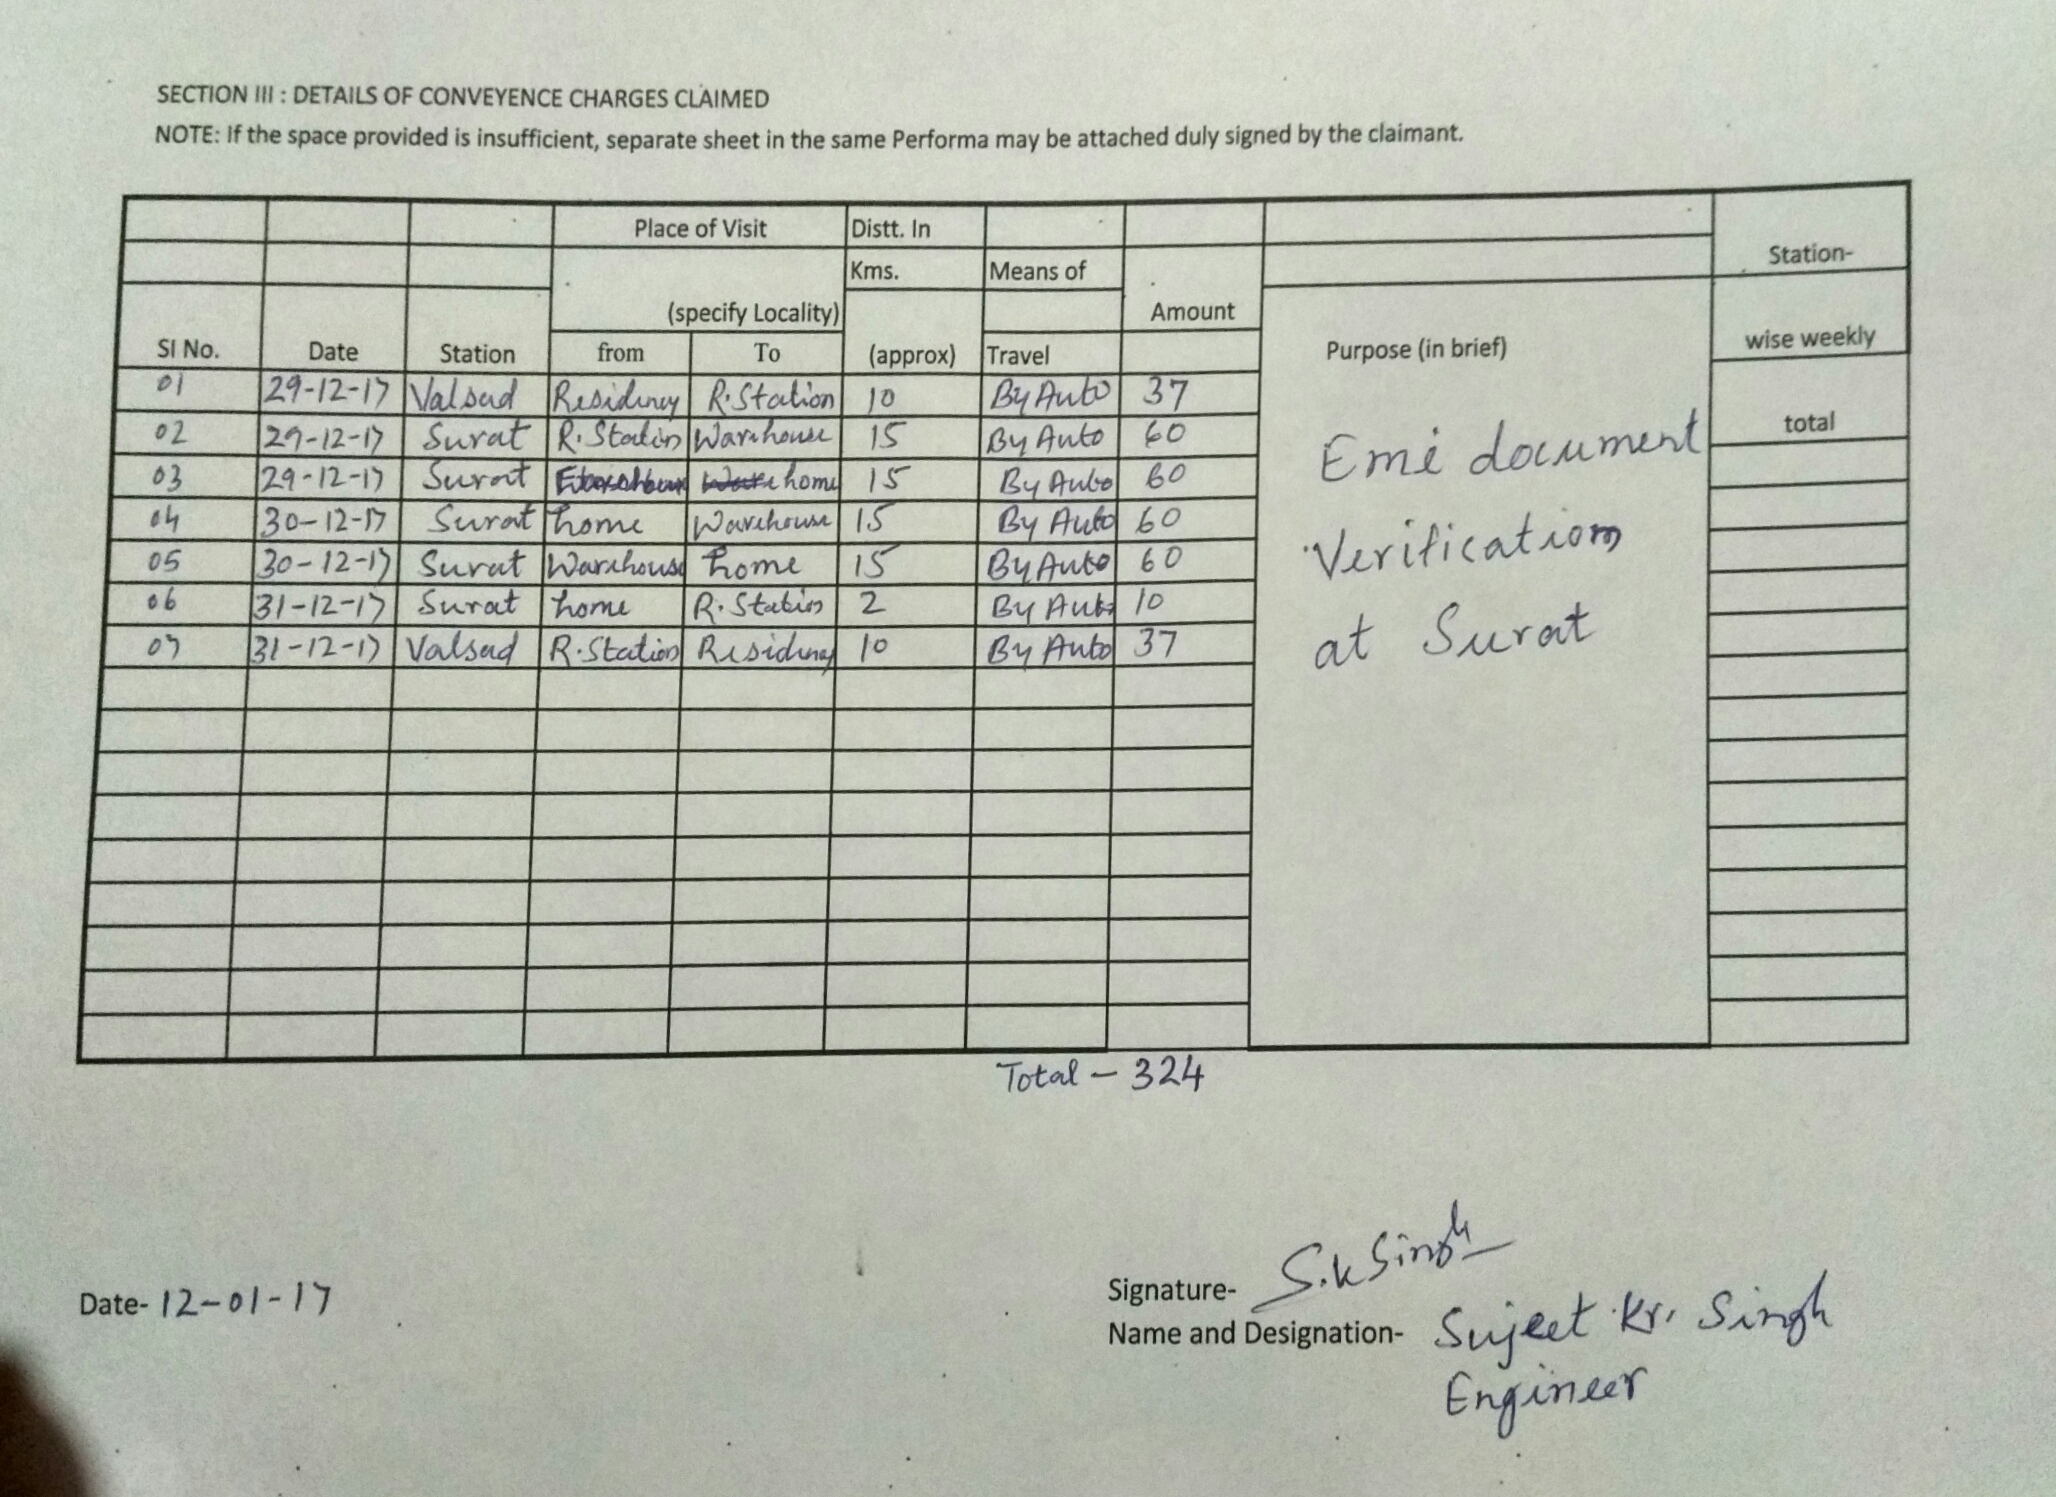 SECTION III : DETAILS OF CONVEYENCE CHARGES CLAIMED
NOTE: If the space provided is insufficient, separate sheet in the same Performa may be attached duly signed by the claimant.
Place of Visit Distt. In
Station-
Kms. Means of
(specify Locality) Amount
wise weekly
SI No. Date Station from To (approx) Travel Purpose (in brief)
total
01 29-12-17 Valsad Residency R.Station 10 By Auto 37
02 29-12-17 Surat R.Station Warehouse 15 By Auto 60
03 29-12-17 Surat home 15 By Auto 60
04 30-12-17 Surat home Warehouse 15 By Auto 60
05 30-12-17 Surat Warehouse home 15 By Auto 60
06 31-12-17 Surat home R.Station 2 By Auto 10
07 31-12-17 Valsad R.Station Residency 10 By Auto 37
Emi document
Verification
at Surat
Total - 324
Date- 12-01-17
Signature- S.K Singh
Name and Designation- Sujeet Kr. Singh
Engineer